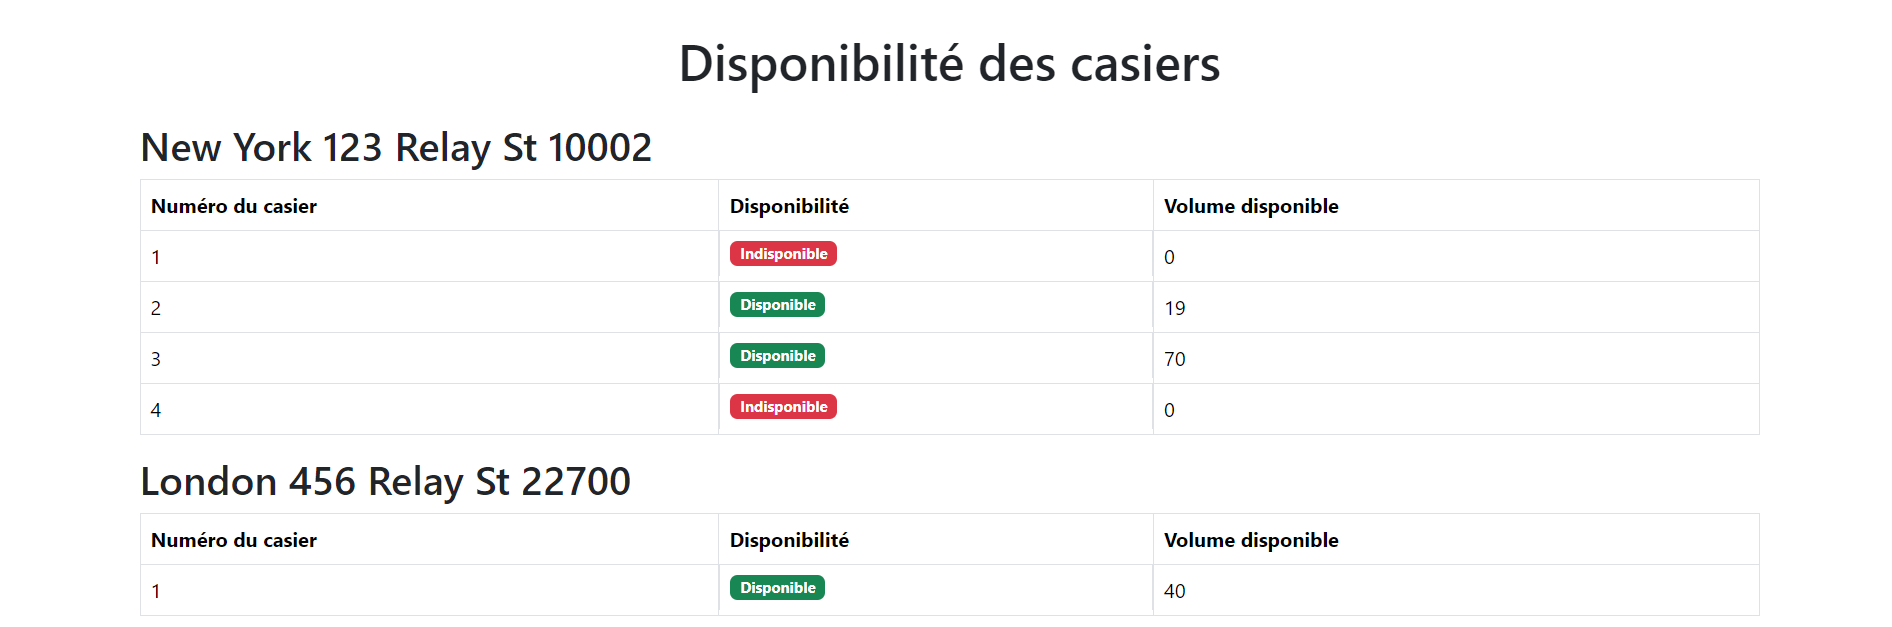 Disponibilité des casiers
New York 123 Relay St 10002
Numéro du casier Disponibilité Volume disponible
1 Indisponible 0
2 Disponible 19
3 Disponible 70
4 Indisponible 0
London 456 Relay St 22700
Numéro du casier Disponibilité Volume disponible
1 Disponible 40